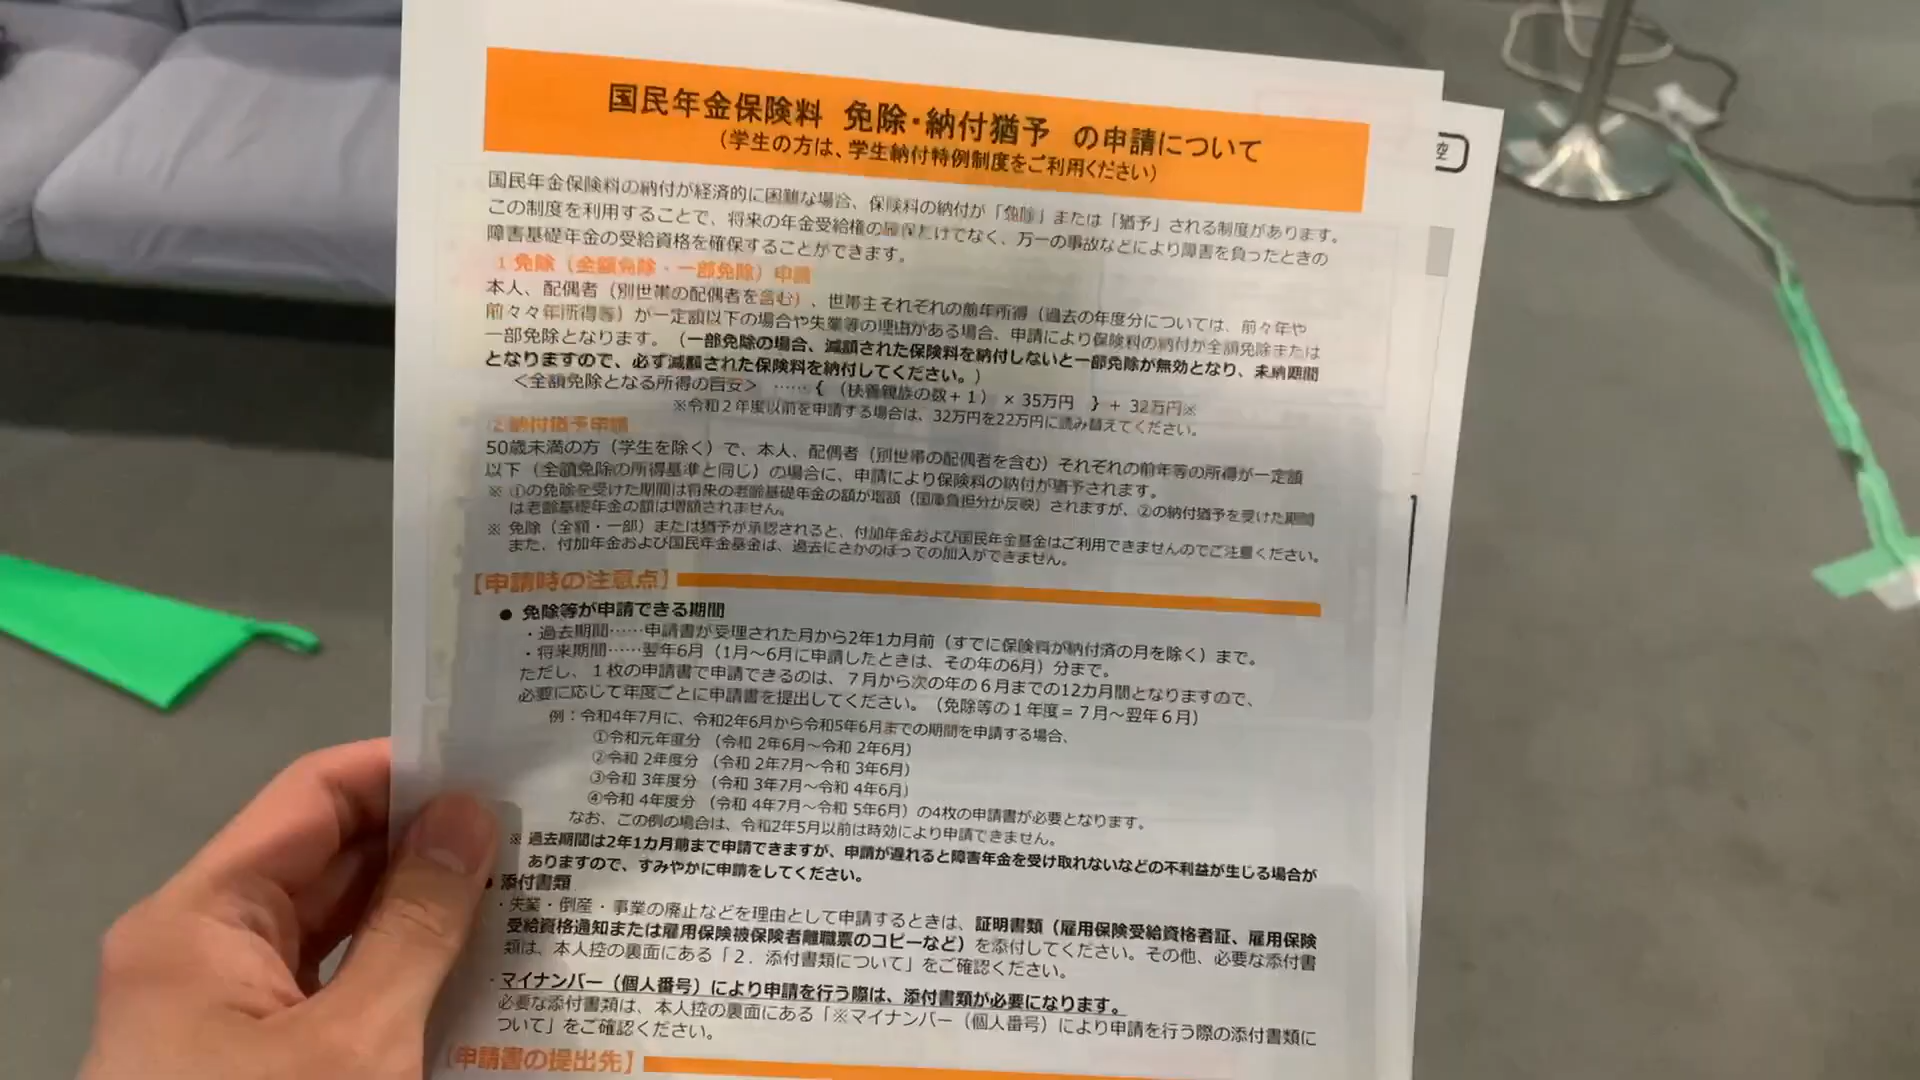 国民年金保険料 免除・納付猶予 の申請について
（学生の方は、学生納付特例制度をご利用ください）
控
国民年金保険料の納付が経済的に困難な場合、保険料の納付が「免除」または「猶予」される制度があります。
この制度を利用することで、将来の年金受給権の確保だけでなく、万一の事故などにより障害を負ったときの
障害基礎年金の受給資格を確保することができます。
1 免除（全額免除・一部免除）申請
本人、配偶者（別世帯の配偶者を含む）、世帯主それぞれの前年所得（過去の年度分については、前々年や
前々々年所得等）が一定額以下の場合や失業等の理由がある場合、申請により保険料の納付が全額免除または
一部免除となります。（一部免除の場合、減額された保険料を納付しないと一部免除が無効となり、未納期間
となりますので、必ず減額された保険料を納付してください。）
＜全額免除となる所得の目安＞ ……｛（扶養親族の数＋1）× 35万円 ｝＋ 32万円※
※令和２年度以前を申請する場合は、32万円を22万円に読み替えてください。
2 納付猶予申請
50歳未満の方（学生を除く）で、本人、配偶者（別世帯の配偶者を含む）それぞれの前年等の所得が一定額
以下（全額免除の所得基準と同じ）の場合に、申請により保険料の納付が猶予されます。
※ ①の免除を受けた期間は将来の老齢基礎年金の額が増額（国庫負担分が反映）されますが、②の納付猶予を受けた期間
は老齢基礎年金の額は増額されません。
※ 免除（全額・一部）または猶予が承認されると、付加年金および国民年金基金はご利用できませんのでご注意ください。
また、付加年金および国民年金基金は、過去にさかのぼっての加入ができません。
【申請時の注意点】
● 免除等が申請できる期間
・過去期間……申請書が受理された月から2年1カ月前（すでに保険料が納付済の月を除く）まで。
・将来期間……翌年6月（1月～6月に申請したときは、その年の6月）分まで。
ただし、１枚の申請書で申請できるのは、７月から次の年の６月までの12カ月間となりますので、
必要に応じて年度ごとに申請書を提出してください。（免除等の１年度＝７月～翌年６月）
例：令和4年7月に、令和2年6月から令和5年6月までの期間を申請する場合、
①令和元年度分 （令和 2年6月～令和 2年6月）
②令和 2年度分 （令和 2年7月～令和 3年6月）
③令和 3年度分 （令和 3年7月～令和 4年6月）
④令和 4年度分 （令和 4年7月～令和 5年6月）の4枚の申請書が必要となります。
なお、この例の場合は、令和2年5月以前は時効により申請できません。
※ 過去期間は2年1カ月前まで申請できますが、申請が遅れると障害年金を受け取れないなどの不利益が生じる場合が
ありますので、すみやかに申請をしてください。
● 添付書類
・失業・倒産・事業の廃止などを理由として申請するときは、証明書類（雇用保険受給資格者証、雇用保険
受給資格通知または雇用保険被保険者離職票のコピーなど）を添付してください。その他、必要な添付書
類は、本人控の裏面にある「２．添付書類について」をご確認ください。
・マイナンバー（個人番号）により申請を行う際は、添付書類が必要になります。
必要な添付書類は、本人控の裏面にある「※マイナンバー（個人番号）により申請を行う際の添付書類に
ついて」をご確認ください。
【申請書の提出先】